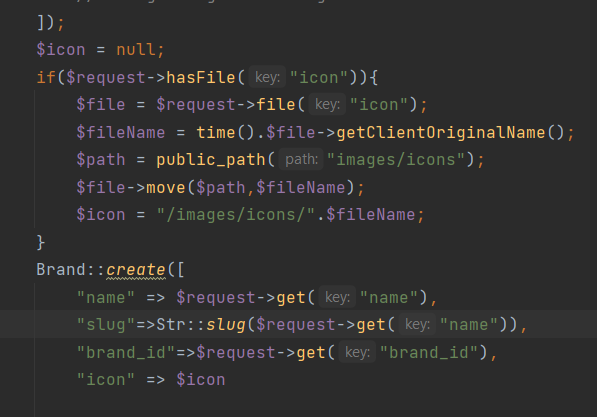 ]);
$icon = null;
if($request->hasFile( key: "icon")){
$file = $request->file( key: "icon");
$fileName = time().$file->getClientOriginalName();
$path = public_path( path: "images/icons");
$file->move($path,$fileName);
$icon = "/images/icons/".$fileName;
}
Brand::create([
"name" => $request->get( key: "name"),
"slug"=>Str::slug($request->get( key: "name")),
"brand_id"=>$request->get( key: "brand_id"),
"icon" => $icon